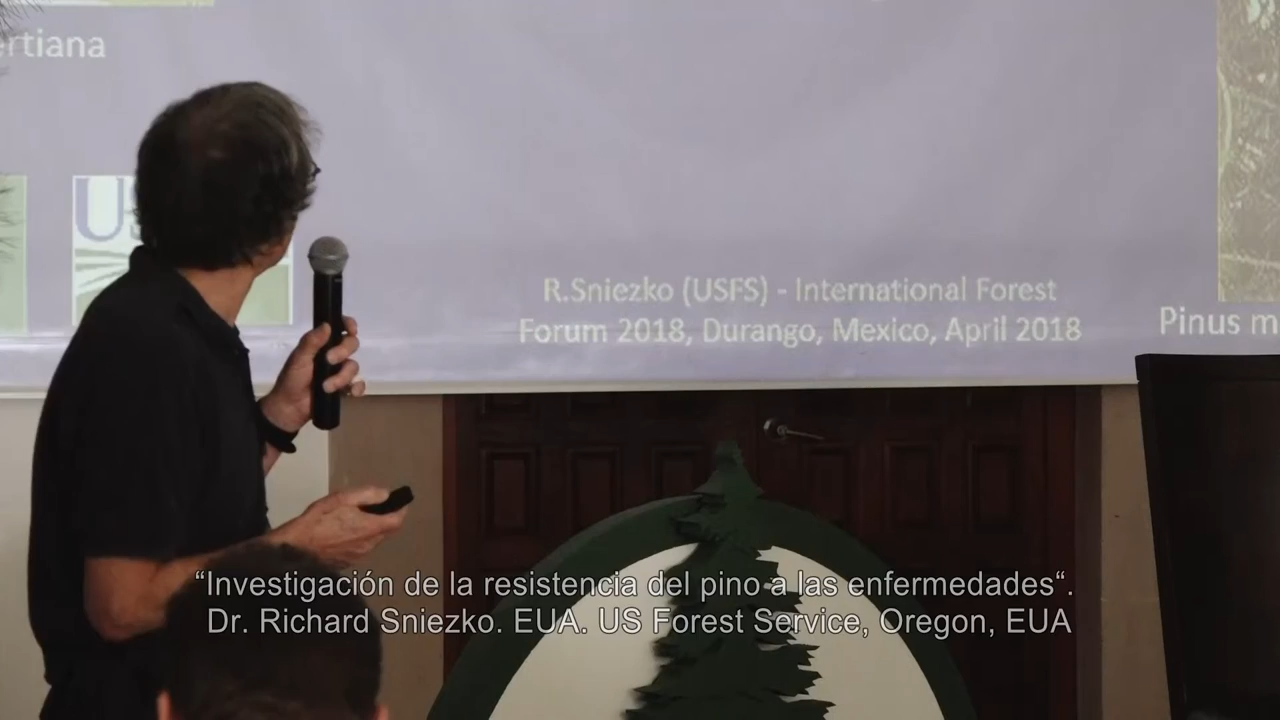 ertiana
US
R.Sniezko (USFS) - International Forest
Forum 2018, Durango, Mexico, April 2018
Pinus m
“Investigación de la resistencia del pino a las enfermedades“.
Dr. Richard Sniezko. EUA. US Forest Service, Oregon, EUA